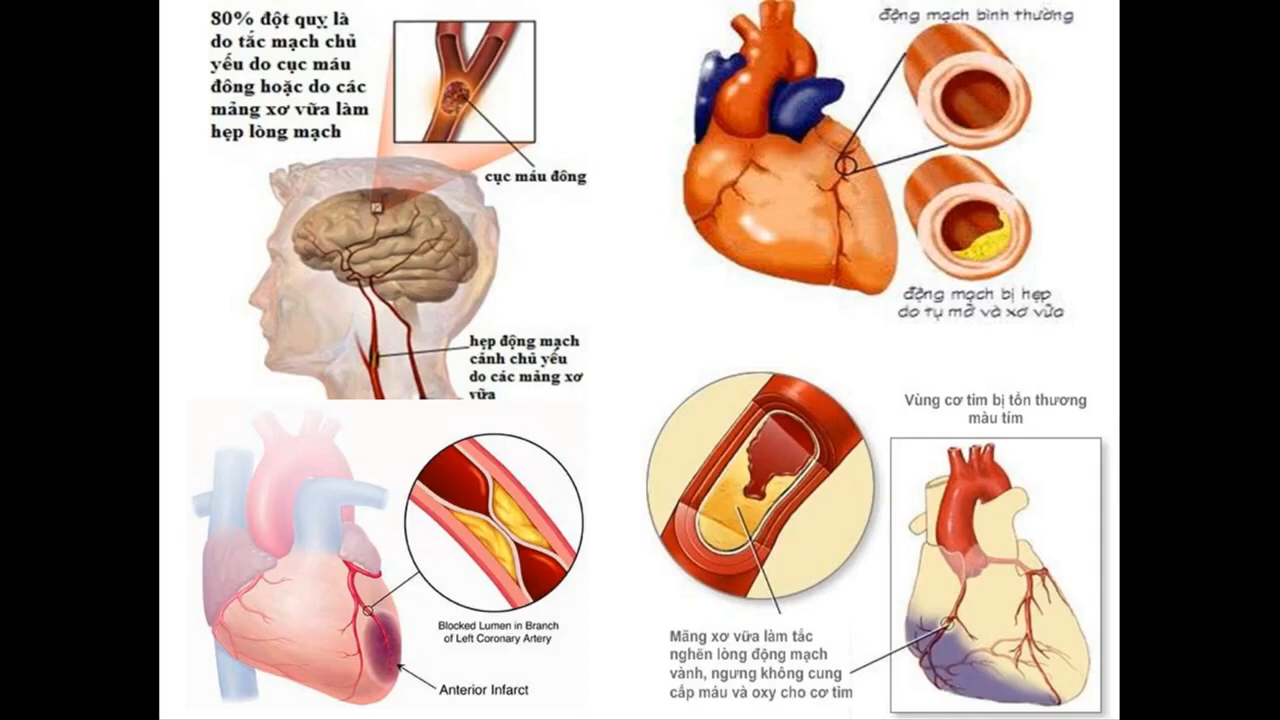 80% đột quỵ là
do tắc mạch chủ
yếu do cục máu
đông hoặc do các
mảng xơ vữa làm
hẹp lòng mạch
cục máu đông
hẹp động mạch
cảnh chủ yếu
do các mảng xơ
vữa
động mạch bình thường
động mạch bị hẹp
do tụ mỡ và xơ vữa
Blocked Lumen in Branch
of Left Coronary Artery
Anterior Infarct
Vùng cơ tim bị tổn thương
màu tím
Mãng xơ vữa làm tắc
nghẽn lòng động mạch
vành, ngưng không cung
cấp máu và oxy cho cơ tim